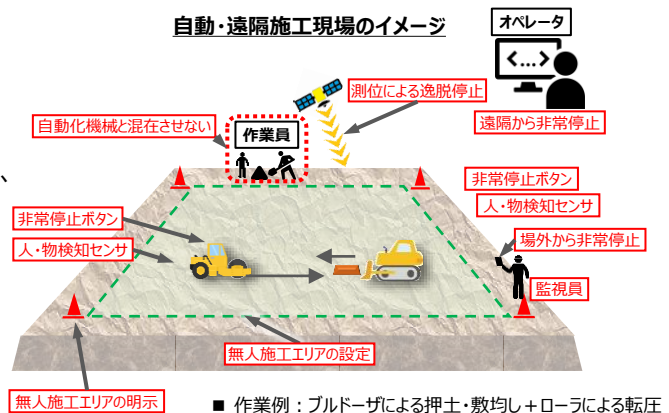 自動・遠隔施工現場のイメージ
オペレータ
<...>
測位による逸脱停止
遠隔から非常停止
自動化機械と混在させない
作業員
、
非常停止ボタン
人・物検知センサ
非常停止ボタン
人・物検知センサ
場外から非常停止
監視員
無人施工エリアの設定
無人施工エリアの明示
■ 作業例：ブルドーザによる押土・敷均し＋ローラによる転圧